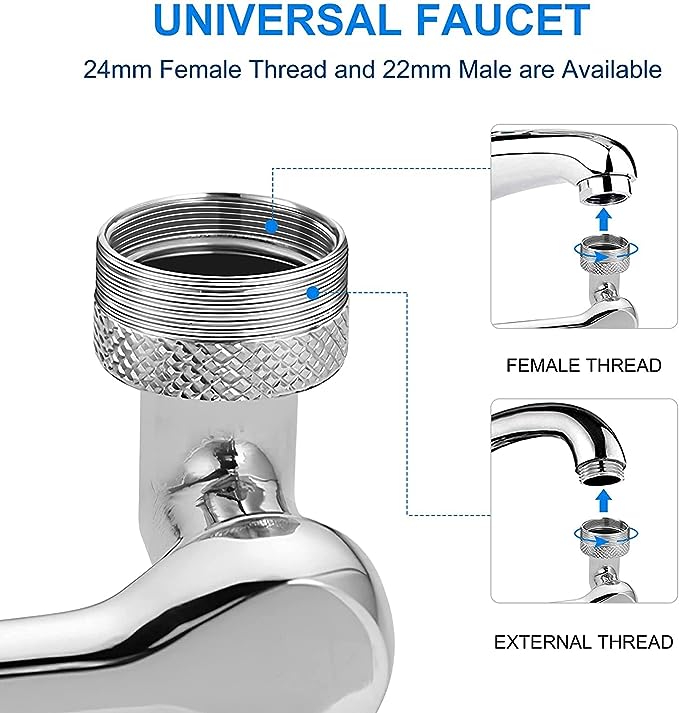 UNIVERSAL FAUCET
24mm Female Thread and 22mm Male are Available
FEMALE THREAD
EXTERNAL THREAD